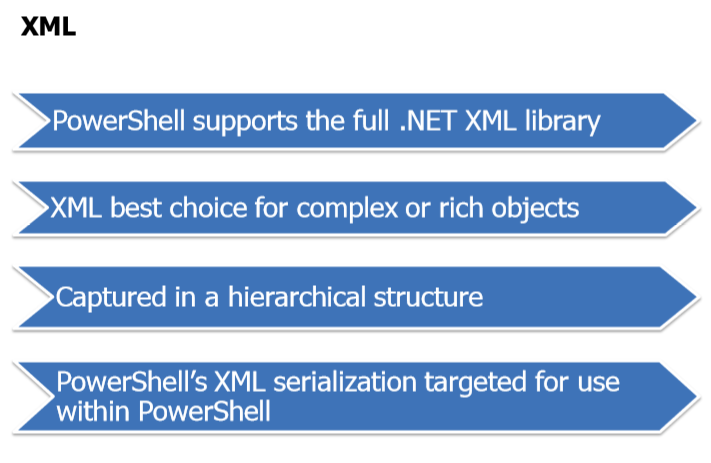 XML
PowerShell supports the full .NET XML library
XML best choice for complex or rich objects
Captured in a hierarchical structure
PowerShell’s XML serialization targeted for use
within PowerShell